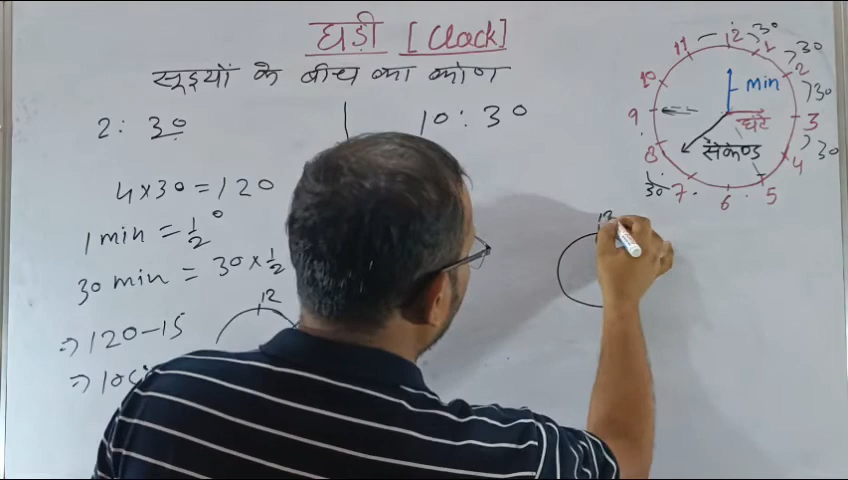 घड़ी [Clock]
सूइयों के बीच का कोण
2 : 30
10 : 30
4 x 30 = 120
1 min = 1/2°
30 min = 30 x 1/2
⇒ 120 - 15
12
12
12
1
2
3
4
5
6
7
8
9
10
11
30
30
30
30
30
min
घंटे
सेकेण्ड